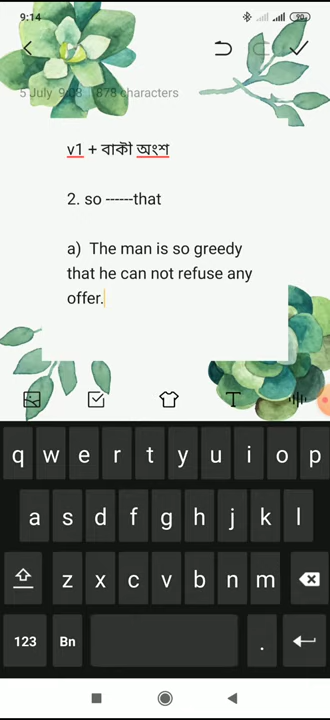 9:14
99
5 July 9:08 878 characters
v1 + বাকী অংশ
2. so ------that
a) The man is so greedy
that he can not refuse any
offer.
T
q w e r t y u i o p
a s d f g h j k l
z x c v b n m
123 Bn .